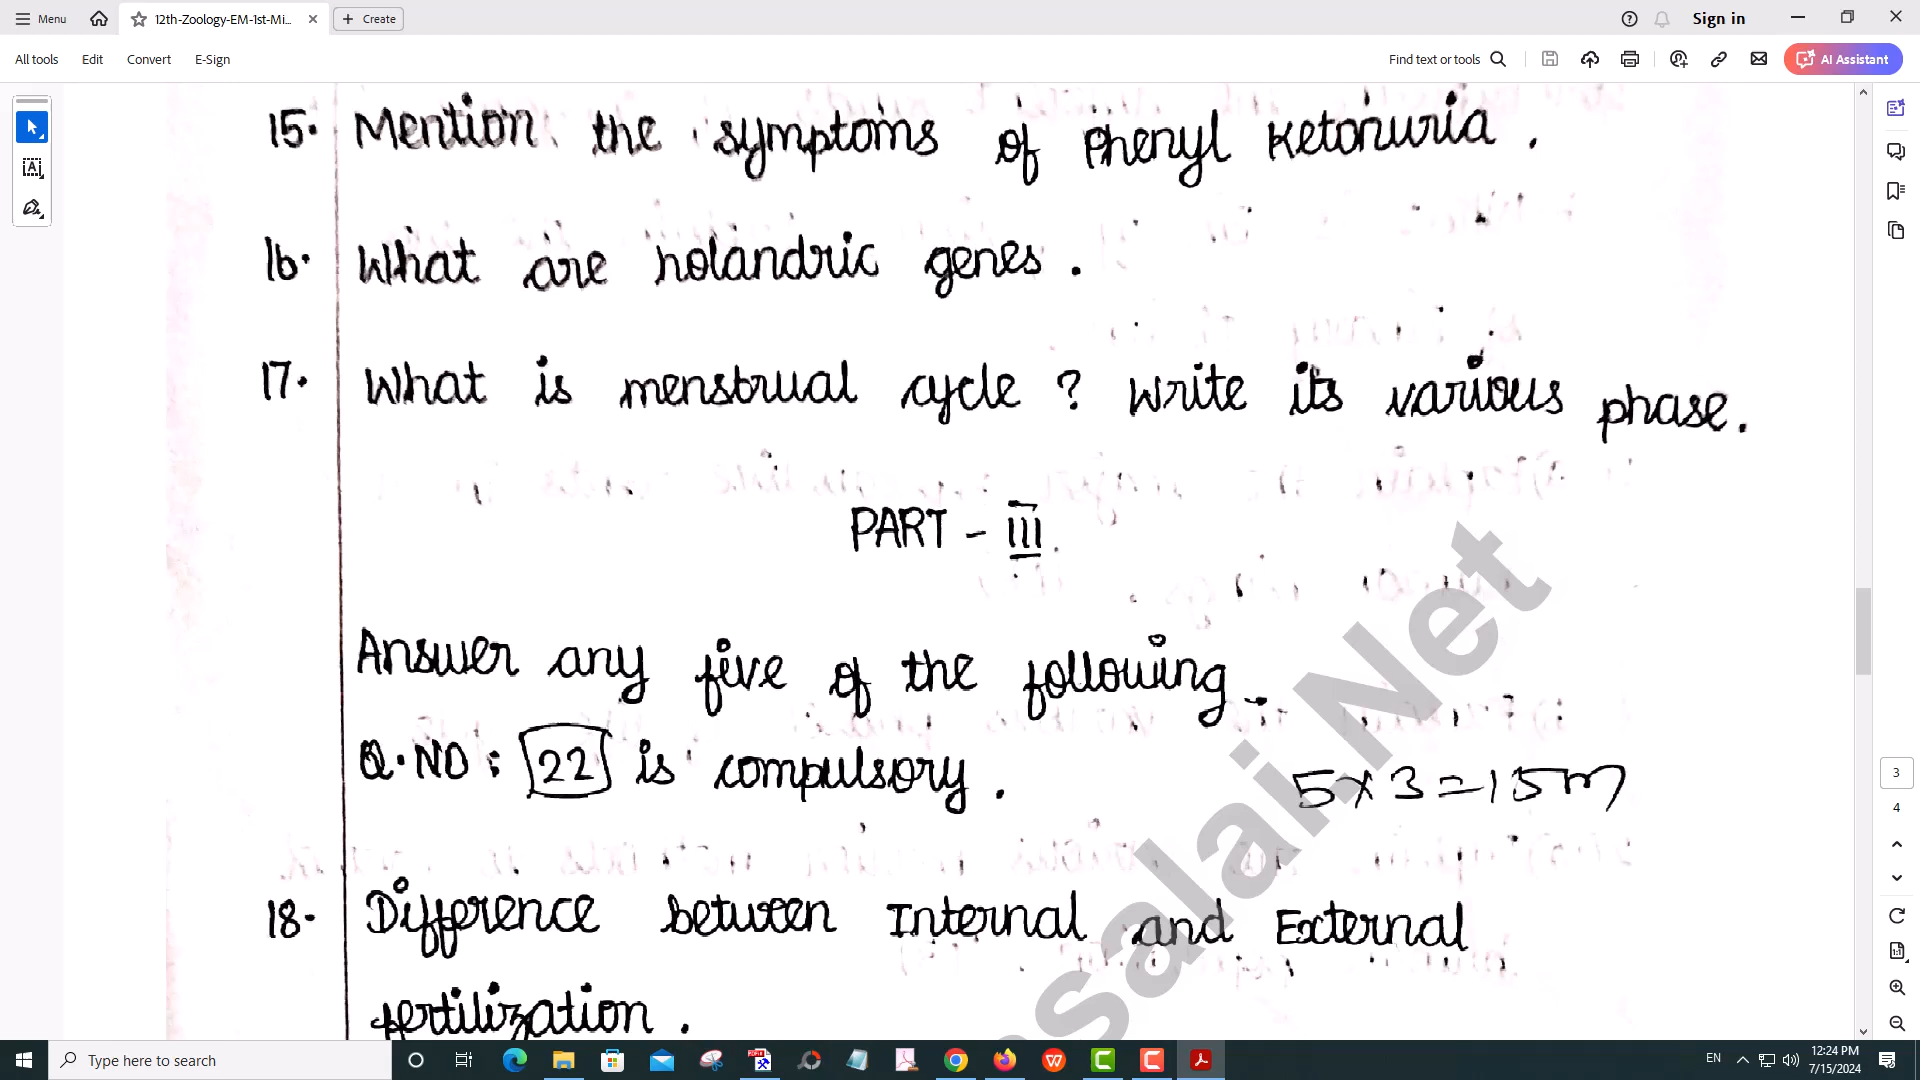 Menu
12th-Zoology-EM-1st-Mi...
Create
Sign in
All tools
Edit
Convert
E-Sign
Find text or tools
AI Assistant
15. Mention the symptoms of Phenyl Ketonuria.
16. What are holandric genes.
17. What is menstrual cycle ? Write its various phase.
PART - III
Answer any five of the following
Q.NO : 22 is compulsory.
5 x 3 = 15m
18. Difference between Internal and External
fertilization.
salai.Net
3
4
Type here to search
EN
12:24 PM
7/15/2024